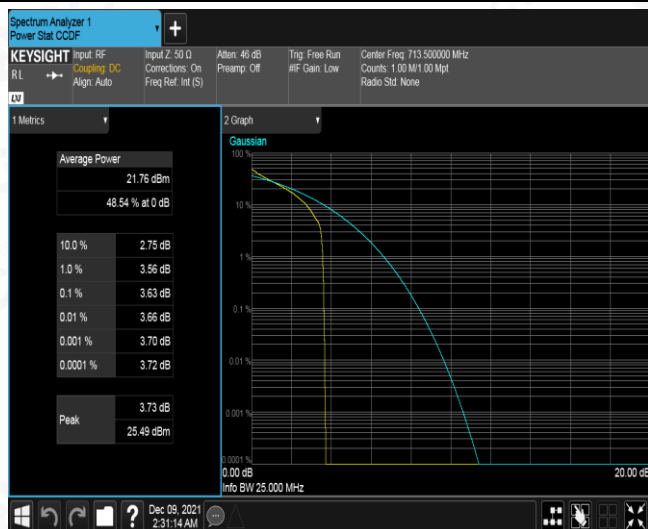 Spectrum Analyzer 1
Power Stat CCDF
+
KEYSIGHT
RL
Input: RF
Coupling: DC
Align: Auto
Input Z: 50 Ω
Corrections: On
Freq Ref: Int (S)
Atten: 46 dB
Preamp: Off
Trig: Free Run
#IF Gain: Low
Center Freq: 713.500000 MHz
Counts: 1.00 M/1.00 Mpt
Radio Std: None
1 Metrics
Average Power
21.76 dBm
48.54 % at 0 dB
10.0 % 2.75 dB
1.0 % 3.56 dB
0.1 % 3.63 dB
0.01 % 3.66 dB
0.001 % 3.70 dB
0.0001 % 3.72 dB
Peak
3.73 dB
25.49 dBm
2 Graph
Gaussian
100 %
10 %
1 %
0.1 %
0.01 %
0.001 %
0.0001 %
0.00 dB
20.00 dB
Info BW 25.000 MHz
?
Dec 09, 2021
2:31:14 AM